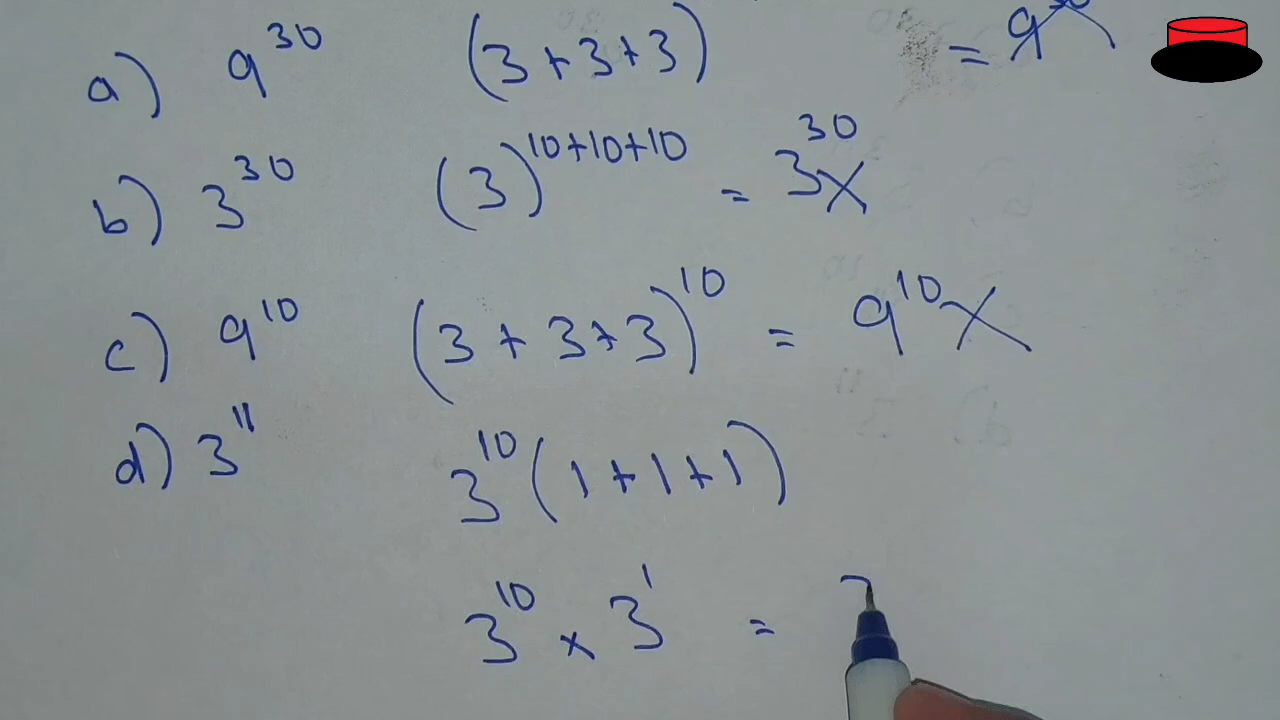 a) 9^30 (3+3+3) = 9^30 X
b) 3^30 (3)^10+10+10 = 3^30 X
c) 9^10 (3+3+3)^10 = 9^10 X
d) 3^11 3^10(1+1+1)
3^10 × 3^1 =